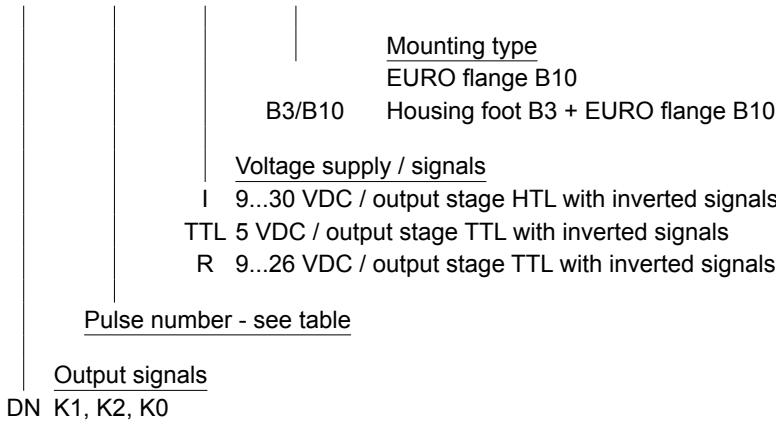 Mounting type
EURO flange B10
B3/B10 Housing foot B3 + EURO flange B10
Voltage supply / signals
I 9...30 VDC / output stage HTL with inverted signals
TTL 5 VDC / output stage TTL with inverted signals
R 9...26 VDC / output stage TTL with inverted signals
Pulse number - see table
Output signals
DN K1, K2, K0